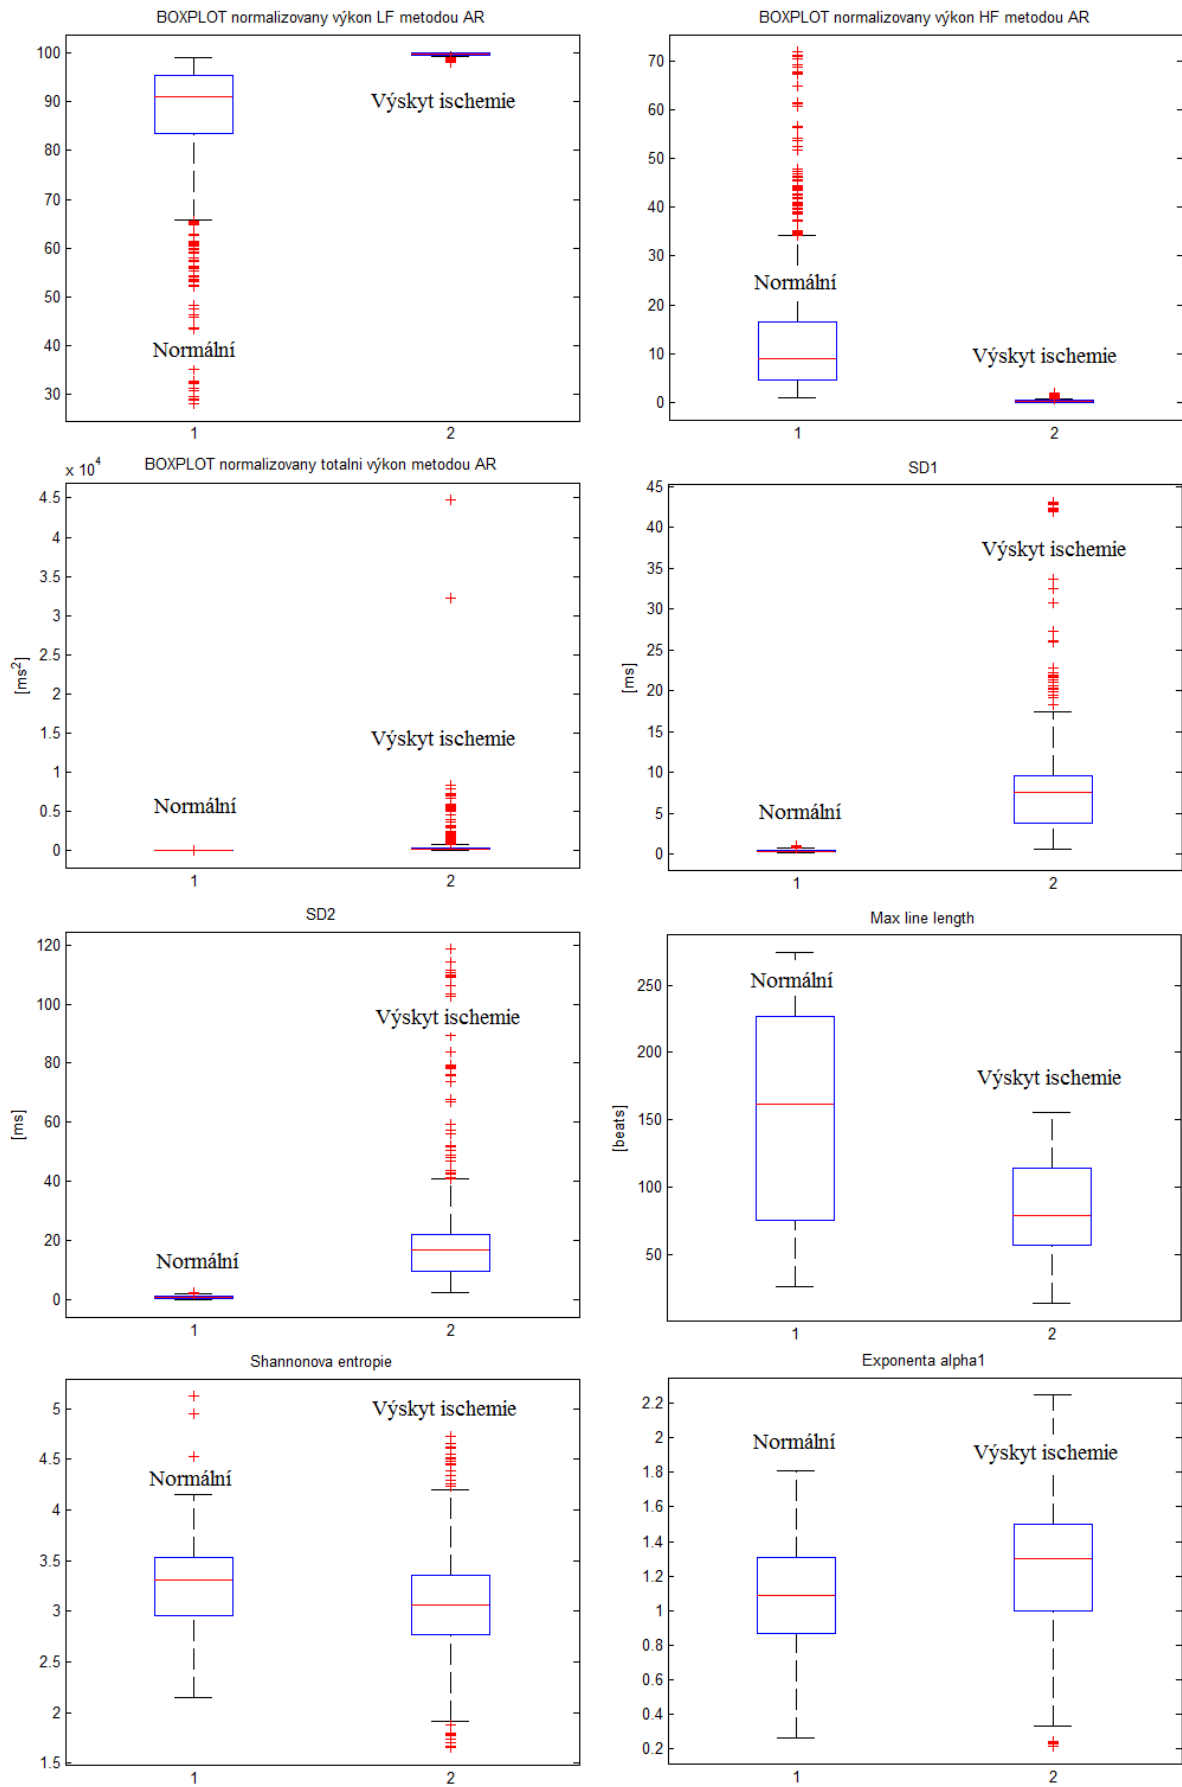 BOXPLOT normalizovany výkon LF metodou AR
100
90
80
70
60
50
40
30
Výskyt ischemie
Normální
1
2
BOXPLOT normalizovany výkon HF metodou AR
70
60
50
40
30
20
10
0
Normální
Výskyt ischemie
1
2
BOXPLOT normalizovany totalni výkon metodou AR
x 10^4
[ms^2]
4.5
4
3.5
3
2.5
2
1.5
1
0.5
0
Výskyt ischemie
Normální
1
2
SD1
[ms]
45
40
35
30
25
20
15
10
5
0
Výskyt ischemie
Normální
1
2
SD2
[ms]
120
100
80
60
40
20
0
Výskyt ischemie
Normální
1
2
Max line length
[beats]
250
200
150
100
50
Normální
Výskyt ischemie
1
2
Shannonova entropie
5
4.5
4
3.5
3
2.5
2
1.5
Výskyt ischemie
Normální
1
2
Exponenta alpha1
2.2
2
1.8
1.6
1.4
1.2
1
0.8
0.6
0.4
0.2
Normální
Výskyt ischemie
1
2